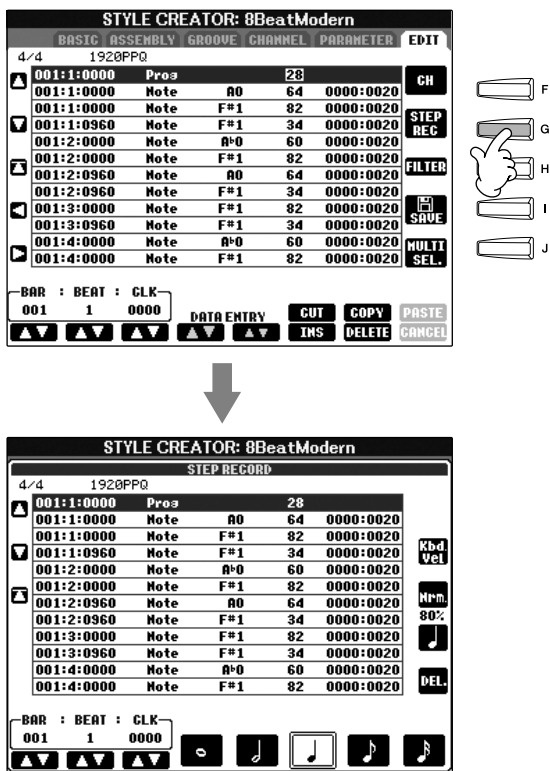 STYLE CREATOR: 8BeatModern
BASIC ASSEMBLY GROOVE CHANNEL PARAMETER EDIT
4/4 1920PPQ
001:1:0000 Prog 28
001:1:0000 Note A0 64 0000:0020
001:1:0000 Note F#1 82 0000:0020
001:1:0960 Note F#1 34 0000:0020
001:2:0000 Note A♭0 60 0000:0020
001:2:0000 Note F#1 82 0000:0020
001:2:0960 Note A0 64 0000:0020
001:2:0960 Note F#1 34 0000:0020
001:3:0000 Note F#1 82 0000:0020
001:3:0960 Note F#1 34 0000:0020
001:4:0000 Note A♭0 60 0000:0020
001:4:0000 Note F#1 82 0000:0020
CH
STEP REC
FILTER
SAVE
MULTI SEL.
F
G
H
I
J
BAR : BEAT : CLK
001 1 0000
DATA ENTRY
CUT COPY PASTE
INS DELETE CANCEL
STYLE CREATOR: 8BeatModern
STEP RECORD
4/4 1920PPQ
001:1:0000 Prog 28
001:1:0000 Note A0 64 0000:0020
001:1:0000 Note F#1 82 0000:0020
001:1:0960 Note F#1 34 0000:0020
001:2:0000 Note A♭0 60 0000:0020
001:2:0000 Note F#1 82 0000:0020
001:2:0960 Note A0 64 0000:0020
001:2:0960 Note F#1 34 0000:0020
001:3:0000 Note F#1 82 0000:0020
001:3:0960 Note F#1 34 0000:0020
001:4:0000 Note A♭0 60 0000:0020
001:4:0000 Note F#1 82 0000:0020
Kbd. Vel
Nrm.
80%
DEL.
BAR : BEAT : CLK
001 1 0000